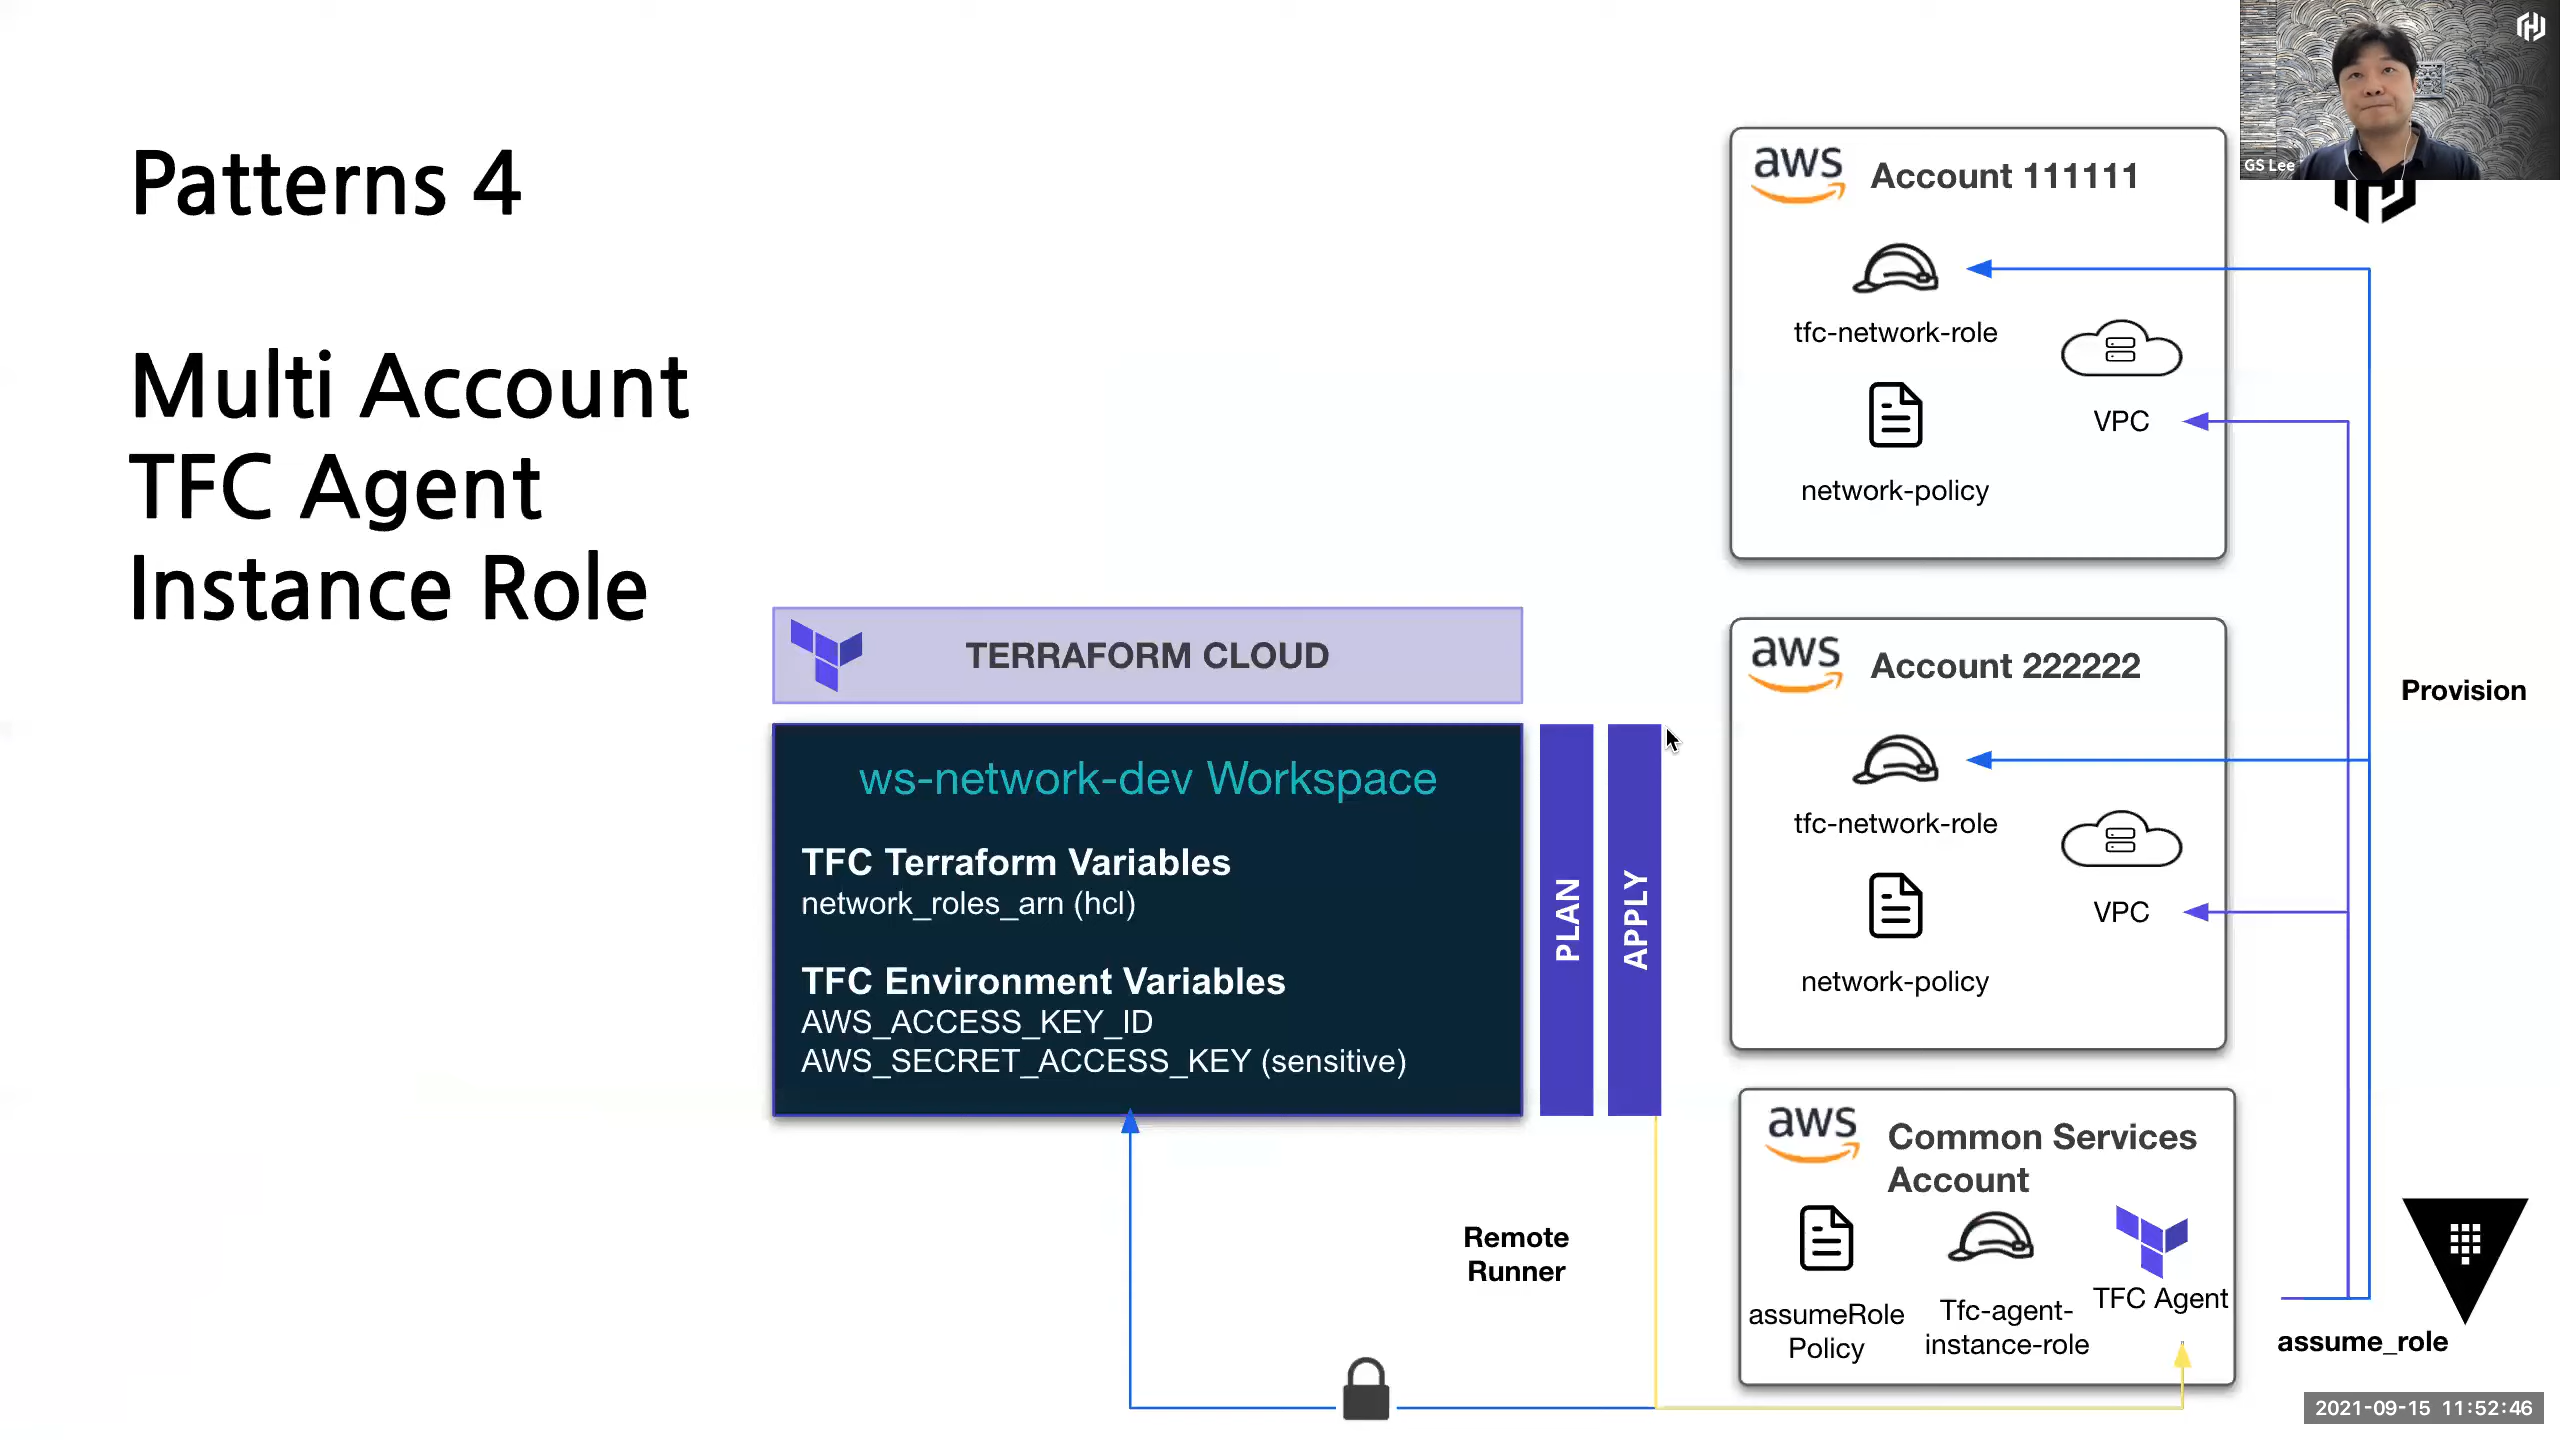 Patterns 4
Multi Account
TFC Agent
Instance Role
TERRAFORM CLOUD
ws-network-dev Workspace
TFC Terraform Variables
network_roles_arn (hcl)
TFC Environment Variables
AWS_ACCESS_KEY_ID
AWS_SECRET_ACCESS_KEY (sensitive)
PLAN
APPLY
Remote
Runner
aws
Account 111111
tfc-network-role
VPC
network-policy
aws
Account 222222
tfc-network-role
VPC
network-policy
aws
Common Services
Account
assumeRole
Policy
Tfc-agent-
instance-role
TFC Agent
GS Lee
Provision
assume_role
2021-09-15 11:52:46